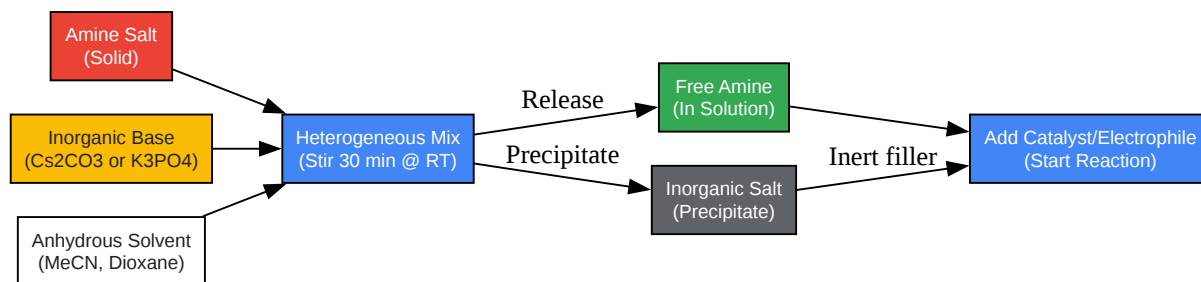 Amine Salt
(Solid)
Inorganic Base
(Cs2CO3 or K3PO4)
Anhydrous Solvent
(MeCN, Dioxane)
Heterogeneous Mix
(Stir 30 min @ RT)
Release
Precipitate
Free Amine
(In Solution)
Inorganic Salt
(Precipitate)
Inert filler
Add Catalyst/Electrophile
(Start Reaction)